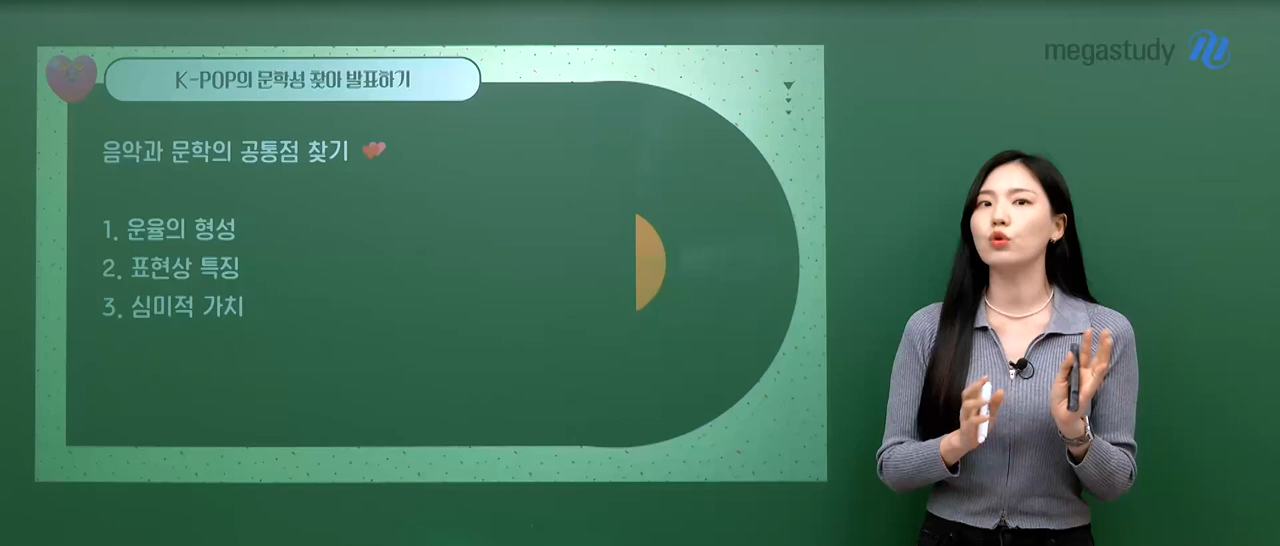 megastudy
K-POP의 문학성 찾아 발표하기
음악과 문학의 공통점 찾기
1. 운율의 형성
2. 표현상 특징
3. 심미적 가치